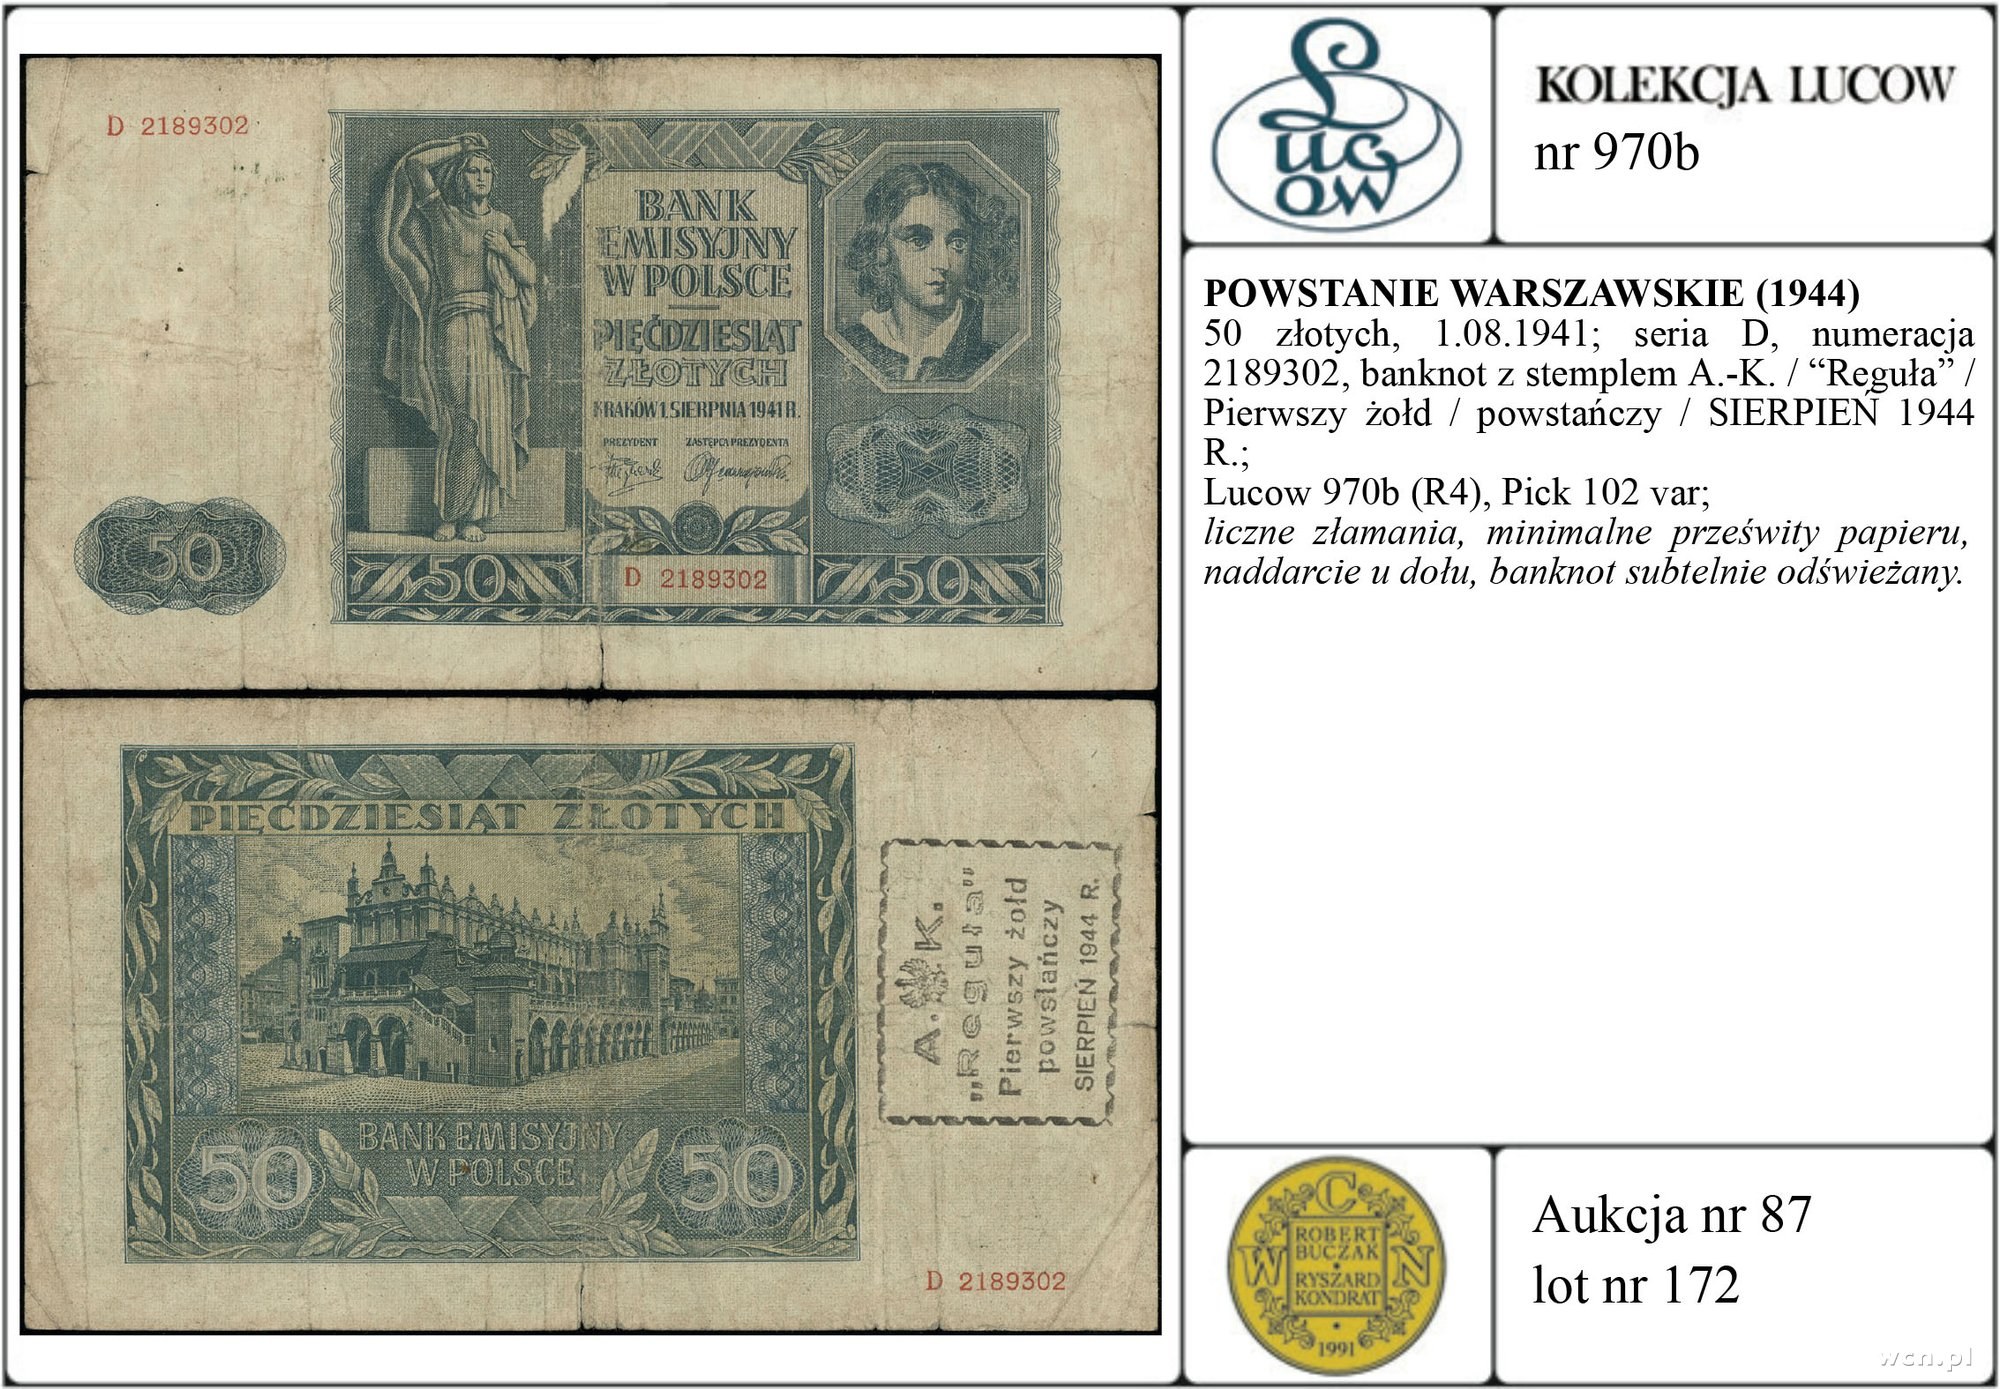 D 2189302
BANK
EMISYJNY
W POLSCE
PIĘĆDZIESIĄT
ZŁOTYCH
KRAKÓW 1. SIERPNIA 1941 R.
PREZYDENT ZASTĘPCA PREZYDENTA
50
50
D 2189302
50
PIĘĆDZIESIĄT ZŁOTYCH
A. K.
„Reguła”
Pierwszy żołd
powstańczy
SIERPIEŃ 1944 R.
BANK EMISYJNY
W POLSCE
50
50
D 2189302
Lucow
KOLEKCJA LUCOW
nr 970b
POWSTANIE WARSZAWSKIE (1944)
50 złotych, 1.08.1941; seria D, numeracja
2189302, banknot z stemplem A.-K. / “Reguła” /
Pierwszy żołd / powstańczy / SIERPIEŃ 1944
R.;
Lucow 970b (R4), Pick 102 var;
liczne złamania, minimalne prześwity papieru,
naddarcie u dołu, banknot subtelnie odświeżany.
W C N
ROBERT
BUCZAK
RYSZARD
KONDRAT
1991
Aukcja nr 87
lot nr 172
wcn.pl